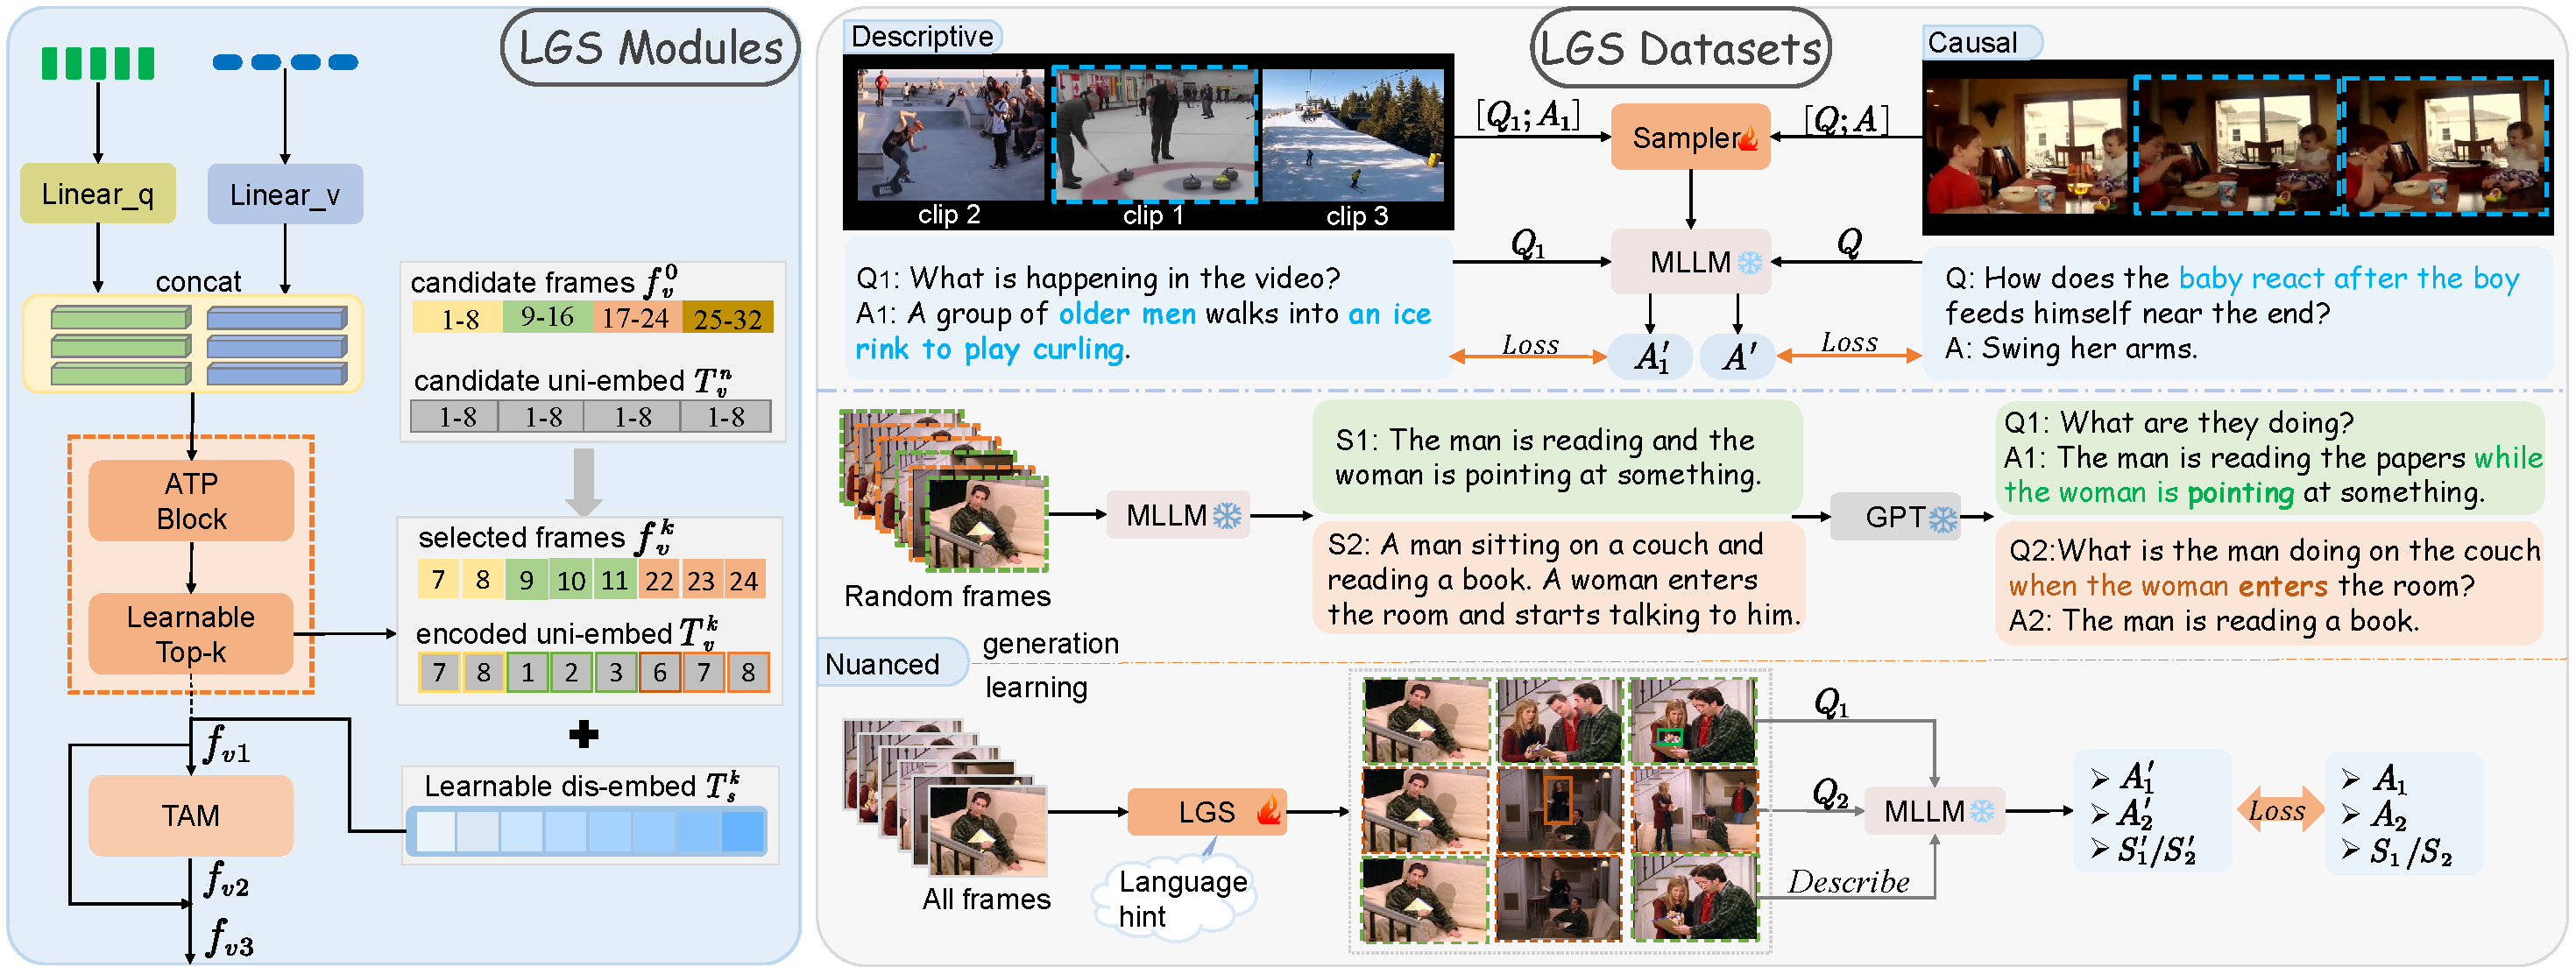 LGS Modules
Linear_q
Linear_v
concat
candidate frames f_v^0
1-8 9-16 17-24 25-32
candidate uni-embed T_v^n
1-8 1-8 1-8 1-8
ATP
Block
Learnable
Top-k
selected frames f_v^k
7 8 9 10 11 22 23 24
encoded uni-embed T_v^k
7 8 1 2 3 6 7 8
+
Learnable dis-embed T_s^k
f_{v1}
TAM
f_{v2}
f_{v3}
LGS Datasets
Descriptive
clip 2 clip 1 clip 3
Q1: What is happening in the video?
A1: A group of older men walks into an ice
rink to play curling.
[Q_1; A_1]
Sampler
[Q; A]
Q_1
MLLM
Q
Loss
A_1′
A′
Loss
Causal
Q: How does the baby react after the boy
feeds himself near the end?
A: Swing her arms.
Random frames
MLLM
S1: The man is reading and the
woman is pointing at something.
S2: A man sitting on a couch and
reading a book. A woman enters
the room and starts talking to him.
GPT
Q1: What are they doing?
A1: The man is reading the papers while
the woman is pointing at something.
Q2:What is the man doing on the couch
when the woman enters the room?
A2: The man is reading a book.
Nuanced
generation
learning
All frames
LGS
Language
hint
Q_1
Q_2
Describe
MLLM
➢ A_1′
➢ A_2′
➢ S_1′/S_2′
Loss
➢ A_1
➢ A_2
➢ S_1/S_2